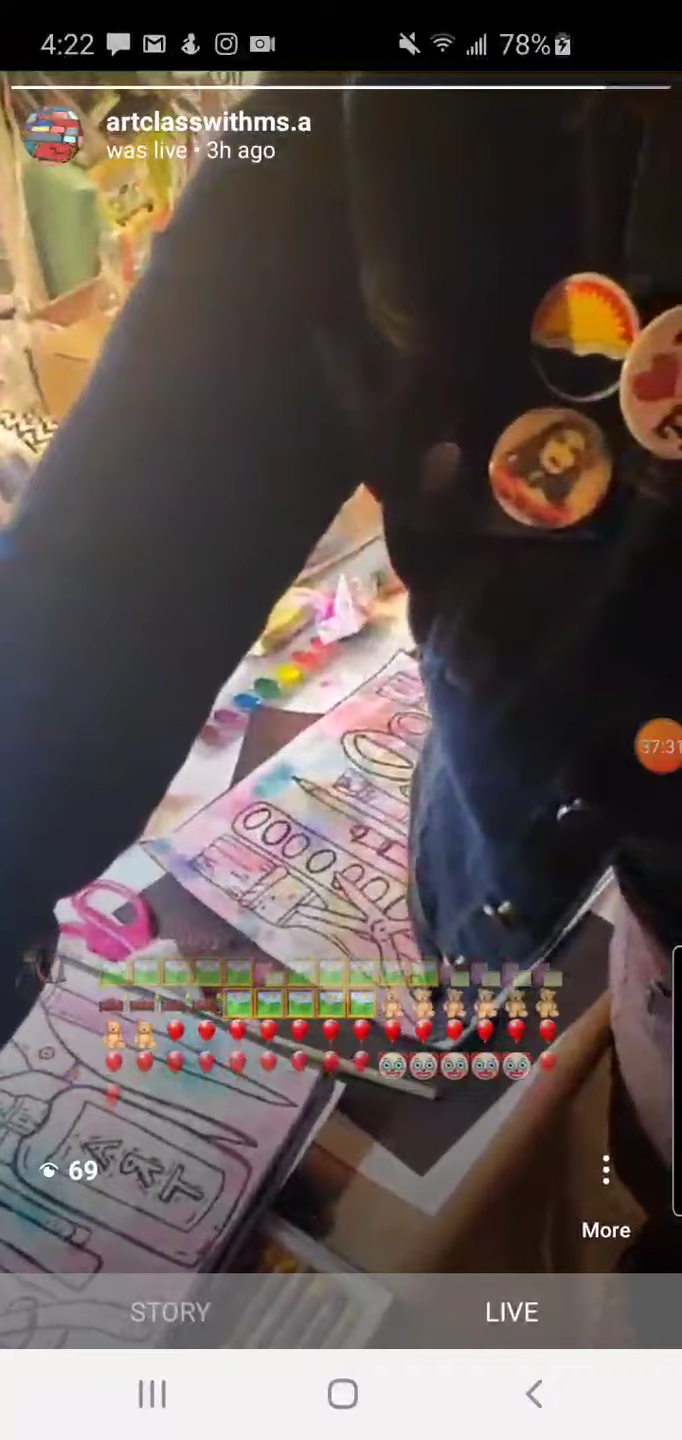 4:22
78%
artclasswithms.a
was live • 3h ago
37:31
69
More
STORY
LIVE